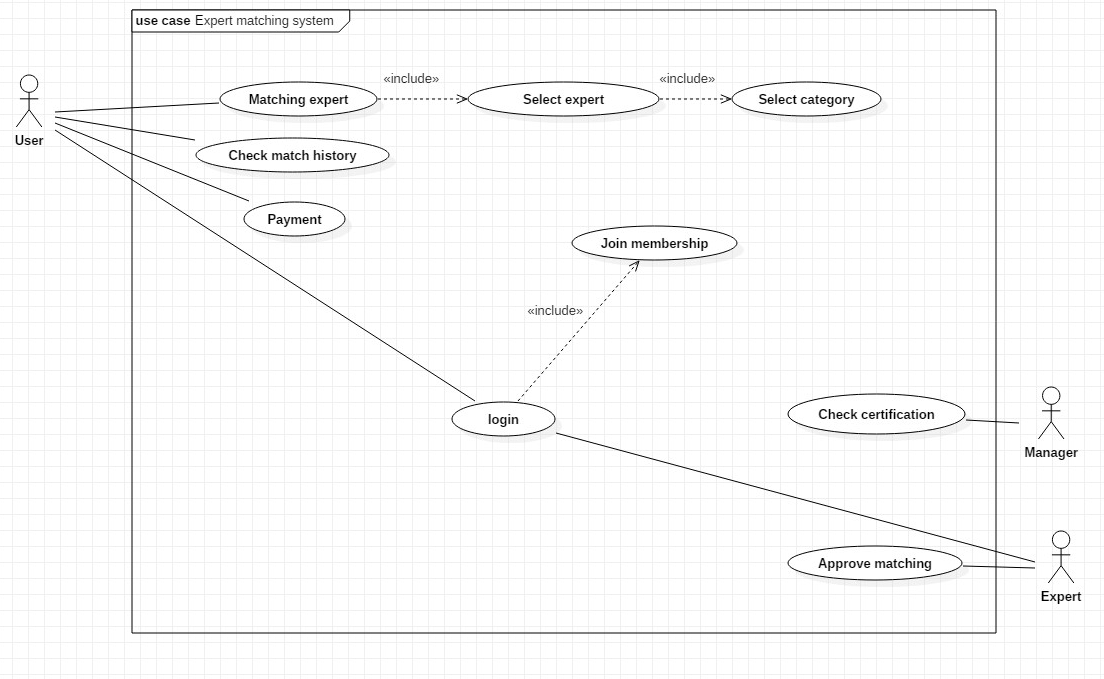 use case Expert matching system
«include»
«include»
Matching expert
Select expert
Select category
User
Check match history
Payment
Join membership
«include»
login
Check certification
Manager
Approve matching
Expert